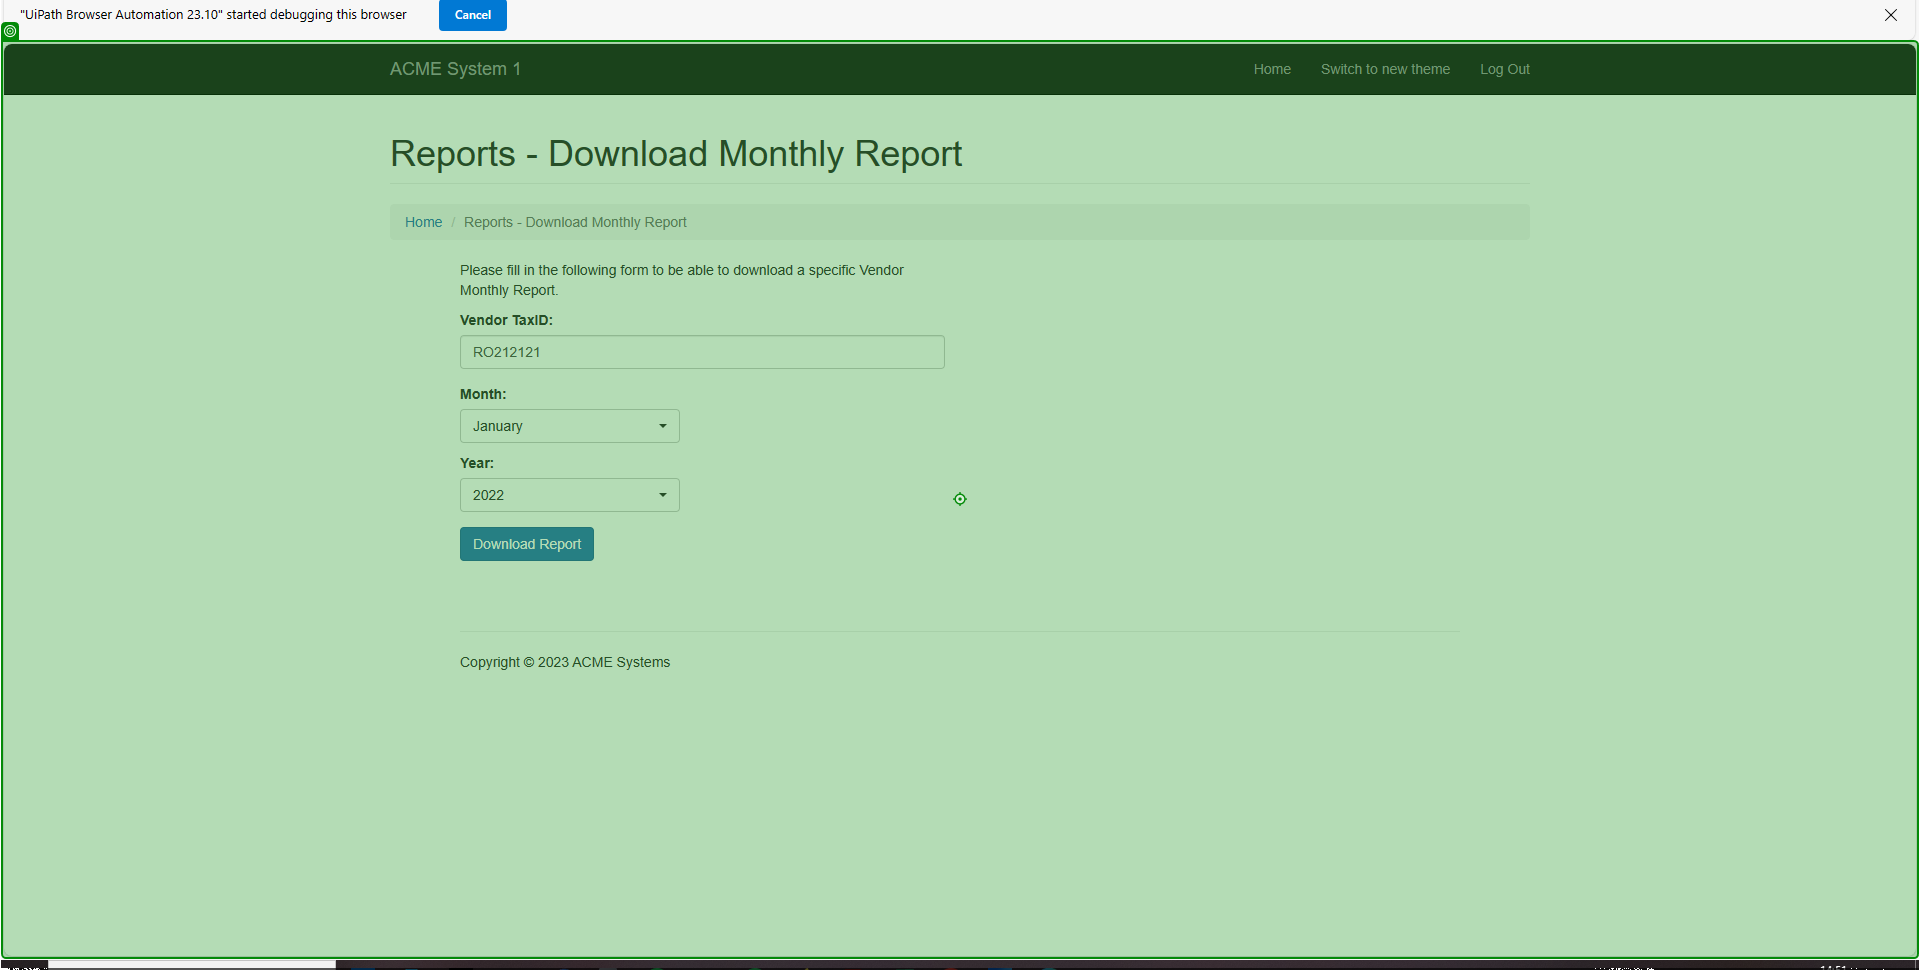 "UiPath Browser Automation 23.10" started debugging this browser
Cancel
ACME System 1
Home
Switch to new theme
Log Out
Reports - Download Monthly Report
Home / Reports - Download Monthly Report
Please fill in the following form to be able to download a specific Vendor
Monthly Report.
Vendor TaxID:
RO212121
Month:
January
Year:
2022
Download Report
Copyright © 2023 ACME Systems